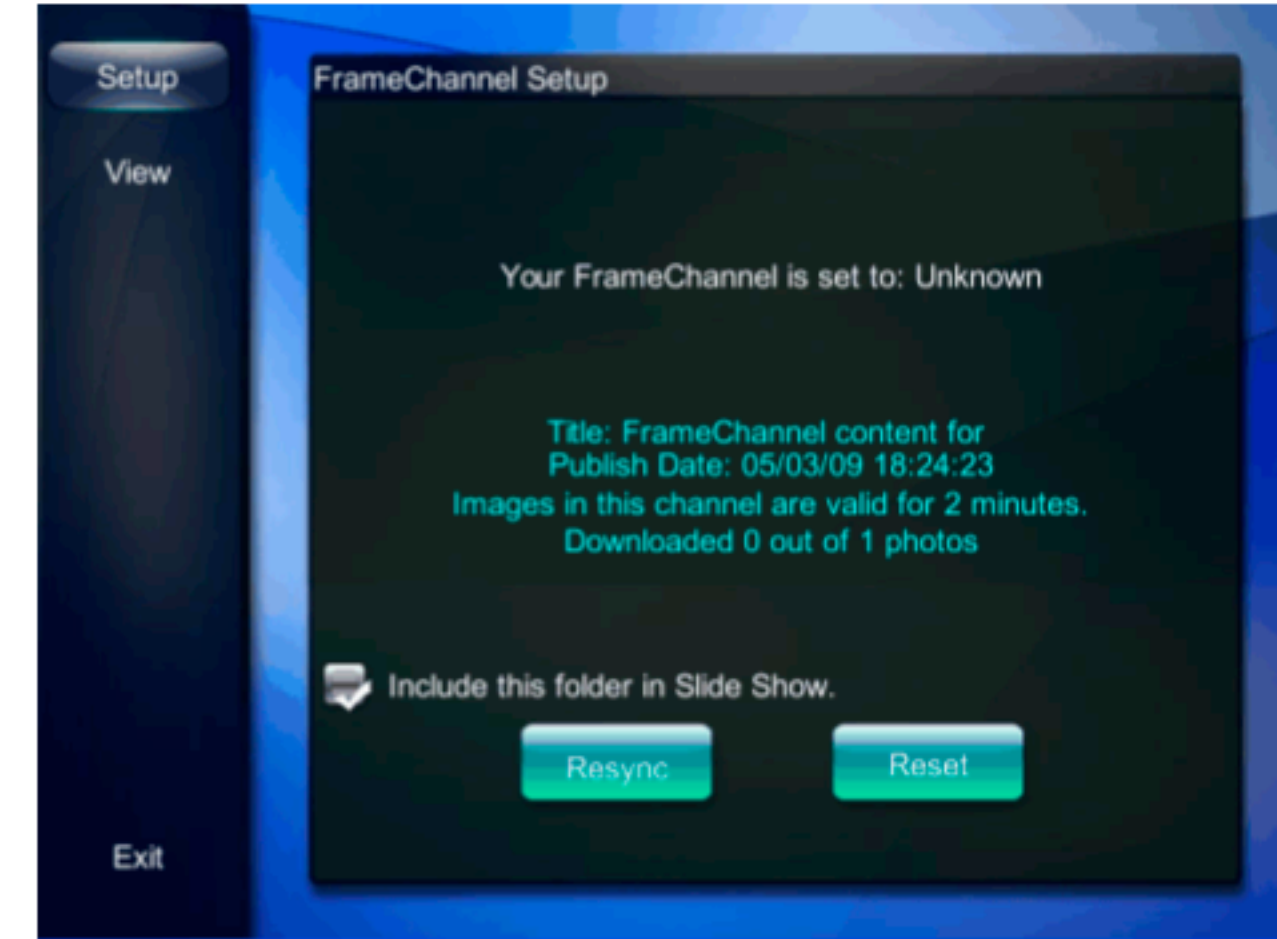 Setup
View
Exit
FrameChannel Setup
Your FrameChannel is set to: Unknown
Title: FrameChannel content for
Publish Date: 05/03/09 18:24:23
Images in this channel are valid for 2 minutes.
Downloaded 0 out of 1 photos
Include this folder in Slide Show.
Resync
Reset